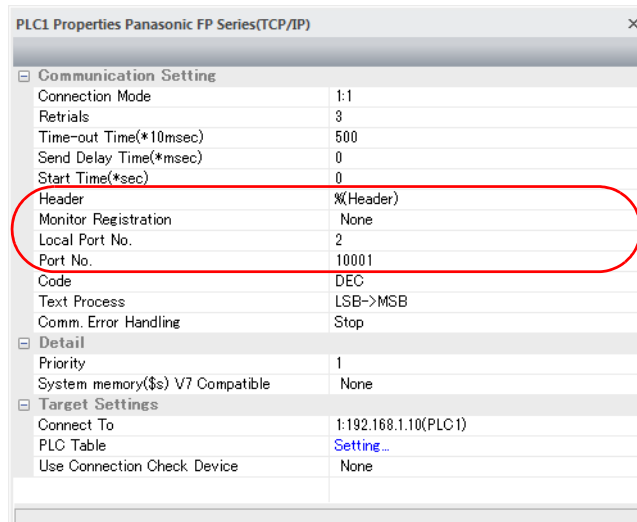 PLC1 Properties Panasonic FP Series(TCP/IP)
Communication Setting
Connection Mode 1:1
Retrials 3
Time-out Time(*10msec) 500
Send Delay Time(*msec) 0
Start Time(*sec) 0
Header %(Header)
Monitor Registration None
Local Port No. 2
Port No. 10001
Code DEC
Text Process LSB->MSB
Comm. Error Handling Stop
Detail
Priority 1
System memory($s) V7 Compatible None
Target Settings
Connect To 1:192.168.1.10(PLC1)
PLC Table Setting...
Use Connection Check Device None